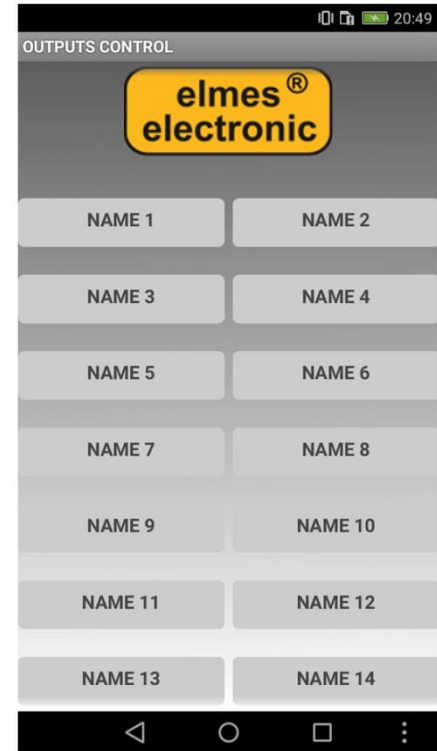 20:49
OUTPUTS CONTROL
elmes ®
electronic
NAME 1 NAME 2
NAME 3 NAME 4
NAME 5 NAME 6
NAME 7 NAME 8
NAME 9 NAME 10
NAME 11 NAME 12
NAME 13 NAME 14